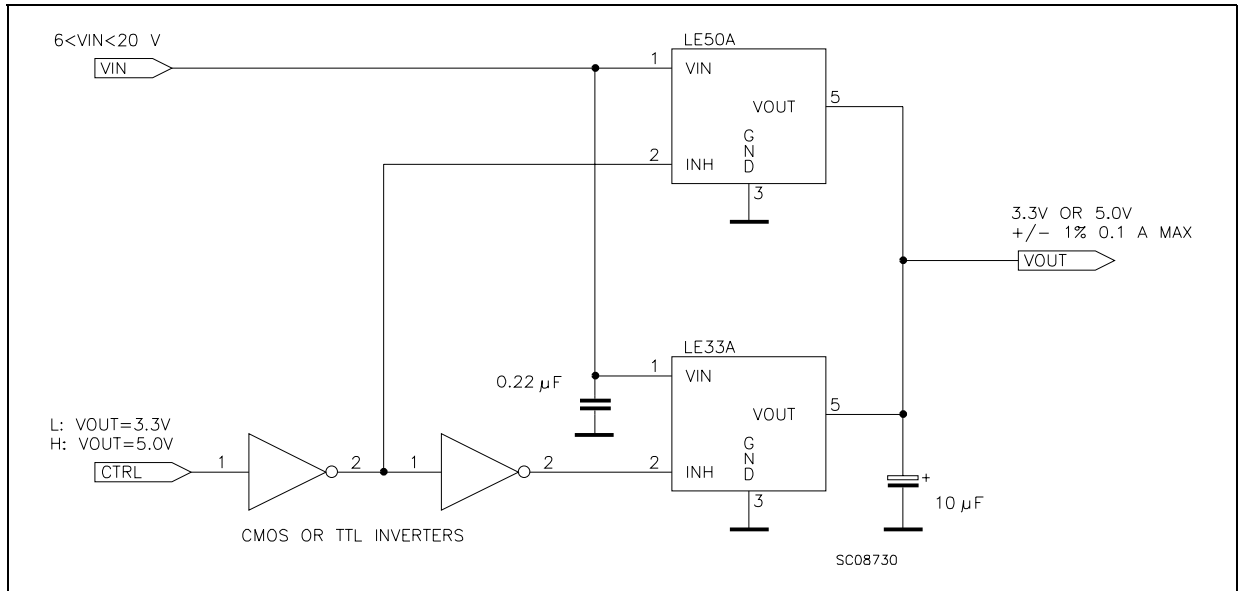 6<VIN<20 V
VIN
LE50A
1
VIN
VOUT
5
GND
2
INH
3
3.3V OR 5.0V
+/- 1% 0.1 A MAX
VOUT
LE33A
1
VIN
0.22 µF
VOUT
5
GND
L: VOUT=3.3V
H: VOUT=5.0V
CTRL
1
2
1
2
2
INH
3
+
10 µF
CMOS OR TTL INVERTERS
SC08730